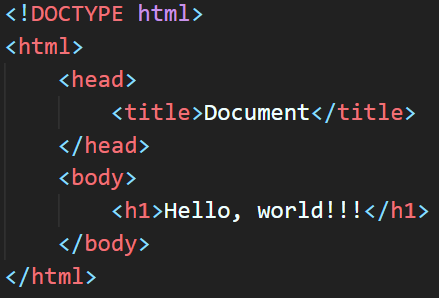 <!DOCTYPE html>
<html>
    <head>
        <title>Document</title>
    </head>
    <body>
        <h1>Hello, world!!!</h1>
    </body>
</html>